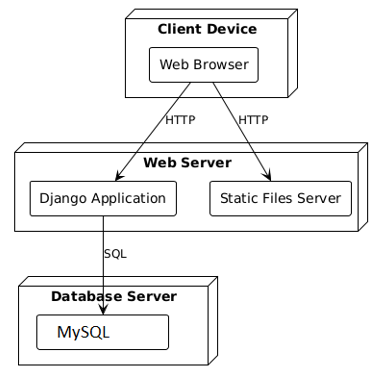 Client Device
Web Browser
HTTP
HTTP
Web Server
Django Application
Static Files Server
SQL
Database Server
MySQL